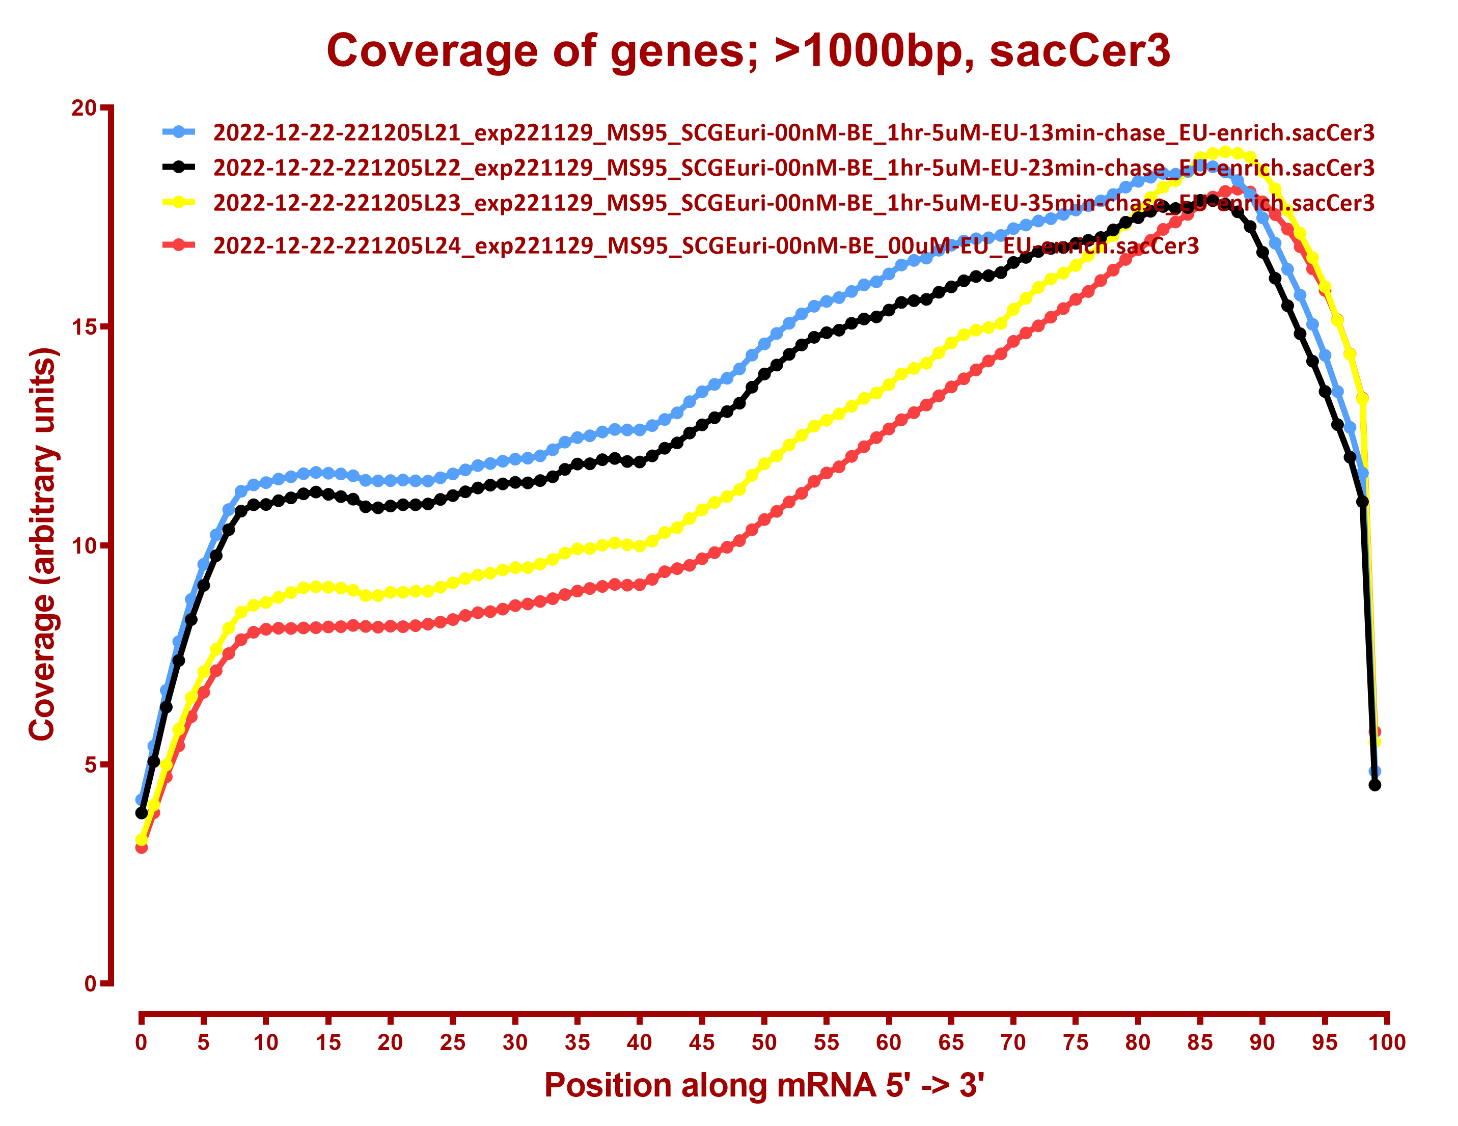 Coverage of genes; >1000bp, sacCer3
20
2022-12-22-221205L21_exp221129_MS95_SCGEuri-00nM-BE_1hr-5uM-EU-13min-chase_EU-enrich.sacCer3
2022-12-22-221205L22_exp221129_MS95_SCGEuri-00nM-BE_1hr-5uM-EU-23min-chase_EU-enrich.sacCer3
2022-12-22-221205L23_exp221129_MS95_SCGEuri-00nM-BE_1hr-5uM-EU-35min-chase_EU-enrich.sacCer3
2022-12-22-221205L24_exp221129_MS95_SCGEuri-00nM-BE_00uM-EU_EU-enrich.sacCer3
15
10
5
0
Coverage (arbitrary units)
0 5 10 15 20 25 30 35 40 45 50 55 60 65 70 75 80 85 90 95 100
Position along mRNA 5' -> 3'